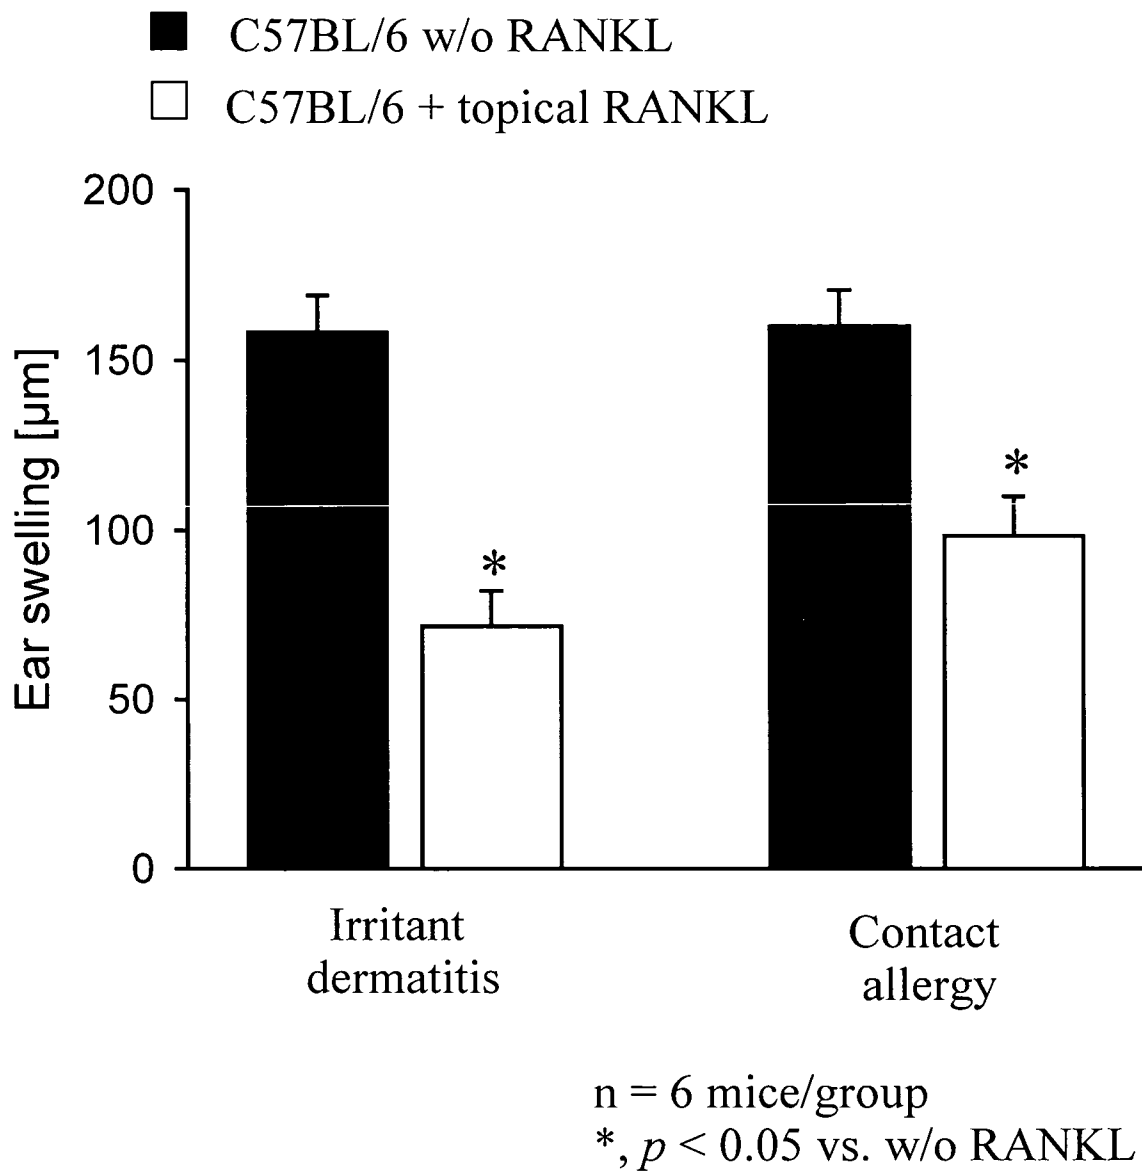 C57BL/6 w/o RANKL
C57BL/6 + topical RANKL
200
150
100
50
0
Ear swelling [µm]
*
*
Irritant
dermatitis
Contact
allergy
n = 6 mice/group
*, p < 0.05 vs. w/o RANKL